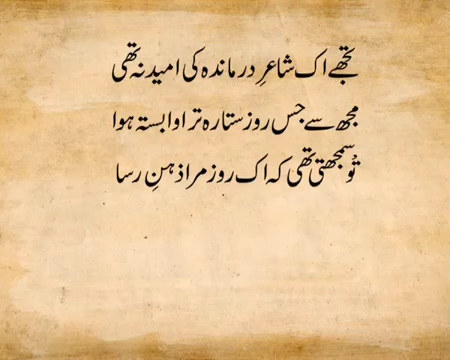 تجھے اک شاعرِ درماندہ کی امید نہ تھی
مجھ سے جس روز ستارہ ترا وابستہ ہوا
تُو سمجھتی تھی کہ اک روز مرا ذہنِ رسا